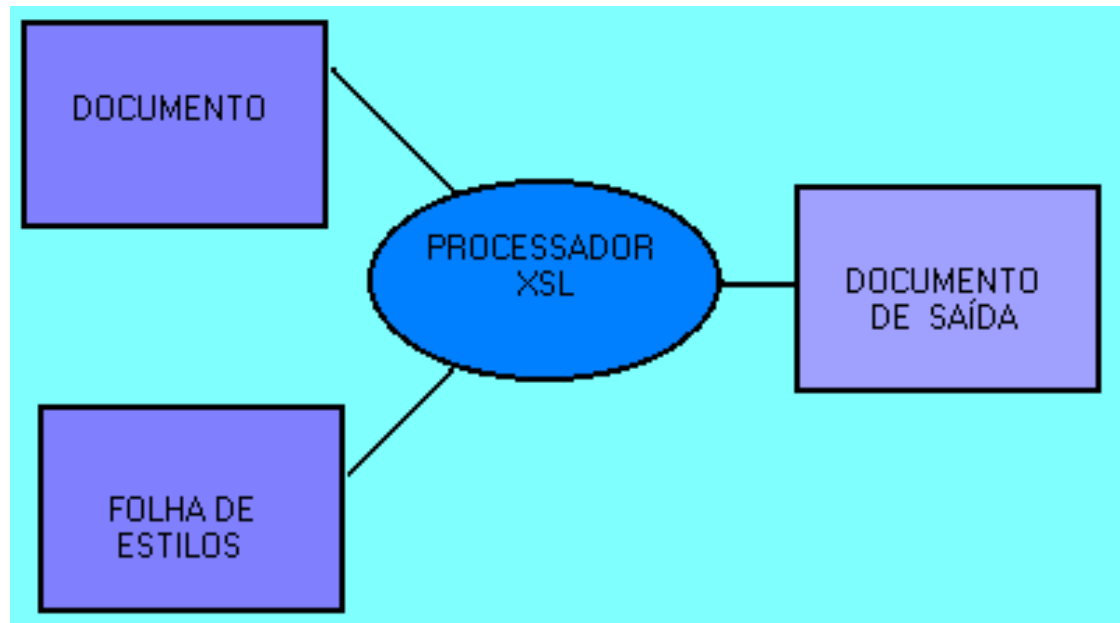 DOCUMENTO
PROCESSADOR
XSL
DOCUMENTO
DE SAÍDA
FOLHA DE
ESTILOS